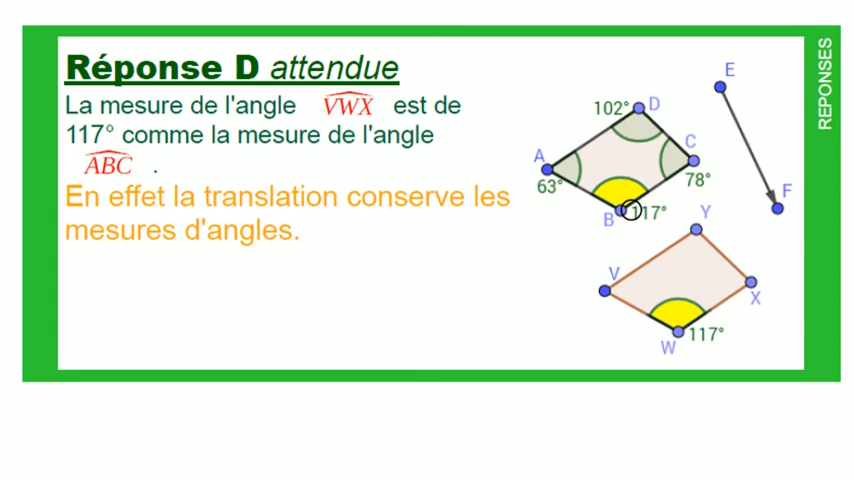 Réponse D attendue
La mesure de l'angle VWX est de
117° comme la mesure de l'angle
ABC .
En effet la translation conserve les
mesures d'angles.
REPONSES
E
102° D
C
A
63°
78°
F
B 117°
Y
V
X
117°
W